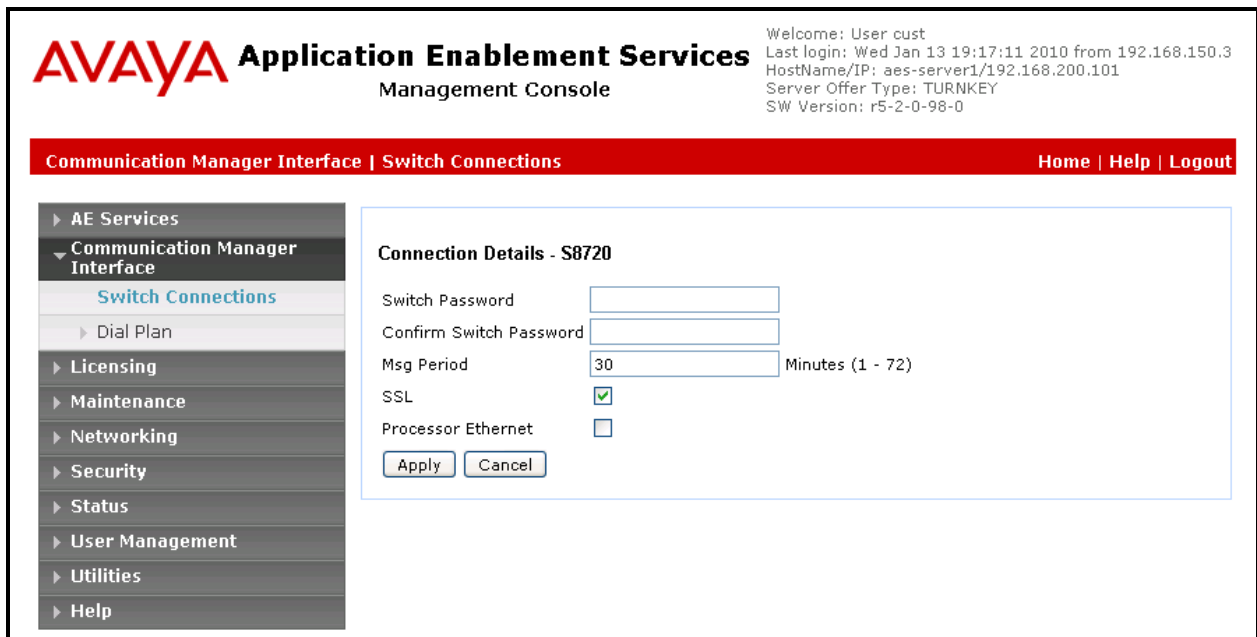 AVAYA
Application Enablement Services
Management Console
Welcome: User cust
Last login: Wed Jan 13 19:17:11 2010 from 192.168.150.3
HostName/IP: aes-server1/192.168.200.101
Server Offer Type: TURNKEY
SW Version: r5-2-0-98-0
Communication Manager Interface | Switch Connections
Home | Help | Logout
AE Services
Communication Manager
Interface
Switch Connections
Dial Plan
Licensing
Maintenance
Networking
Security
Status
User Management
Utilities
Help
Connection Details - S8720
Switch Password
Confirm Switch Password
Msg Period 30 Minutes (1 - 72)
SSL
Processor Ethernet
Apply Cancel